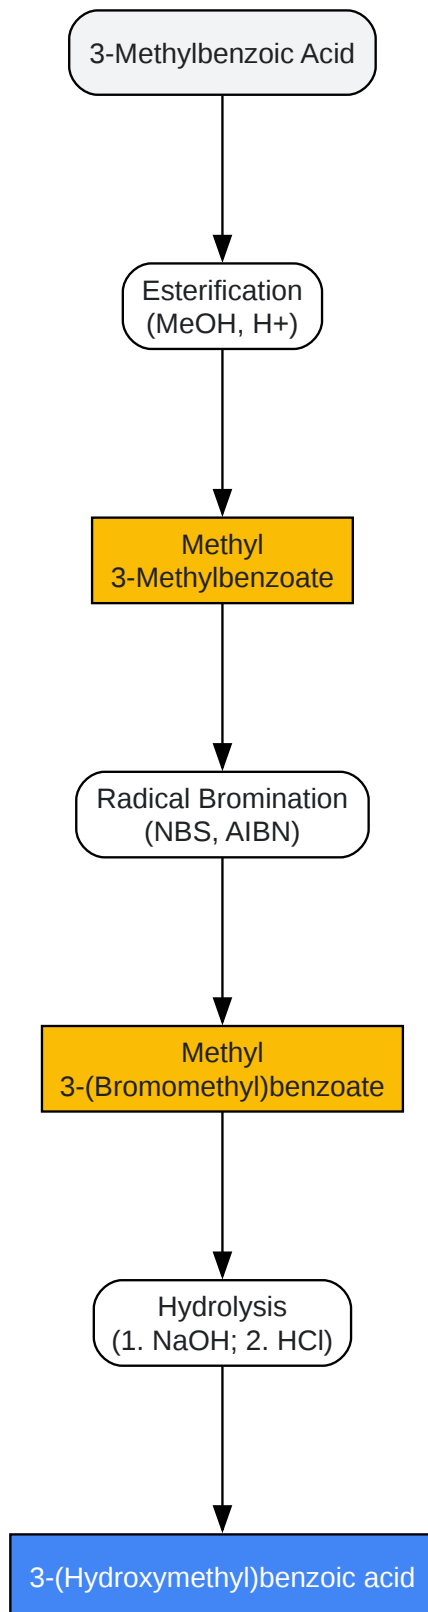 3-Methylbenzoic Acid
Esterification
(MeOH, H+)
Methyl
3-Methylbenzoate
Radical Bromination
(NBS, AIBN)
Methyl
3-(Bromomethyl)benzoate
Hydrolysis
(1. NaOH; 2. HCl)
3-(Hydroxymethyl)benzoic acid